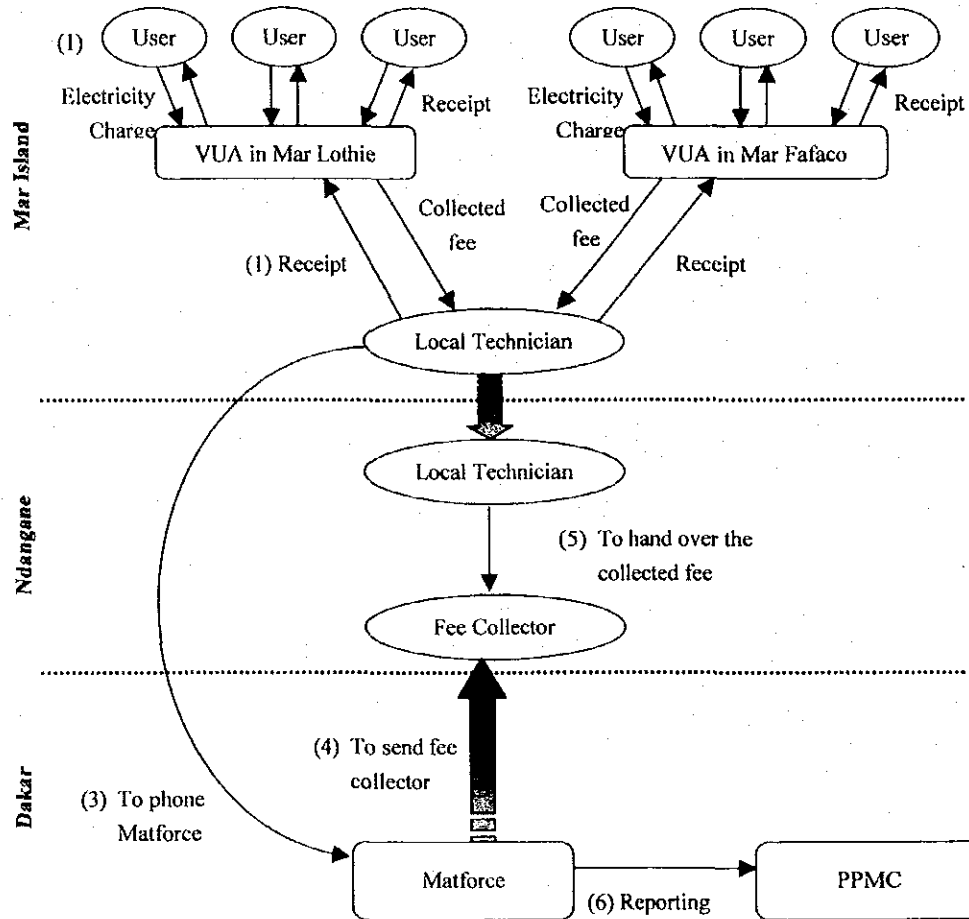 (1)
User
User
User
User
User
User
Electricity
Charge
Receipt
Electricity
Charge
Receipt
VUA in Mar Lothie
VUA in Mar Fafaco
Mar Island
Collected
fee
Collected
fee
(1) Receipt
Receipt
Local Technician
Ndangane
Local Technician
(5) To hand over the
collected fee
Fee Collector
Dakar
(4) To send fee
collector
(3) To phone
Matforce
Matforce
(6) Reporting
PPMC